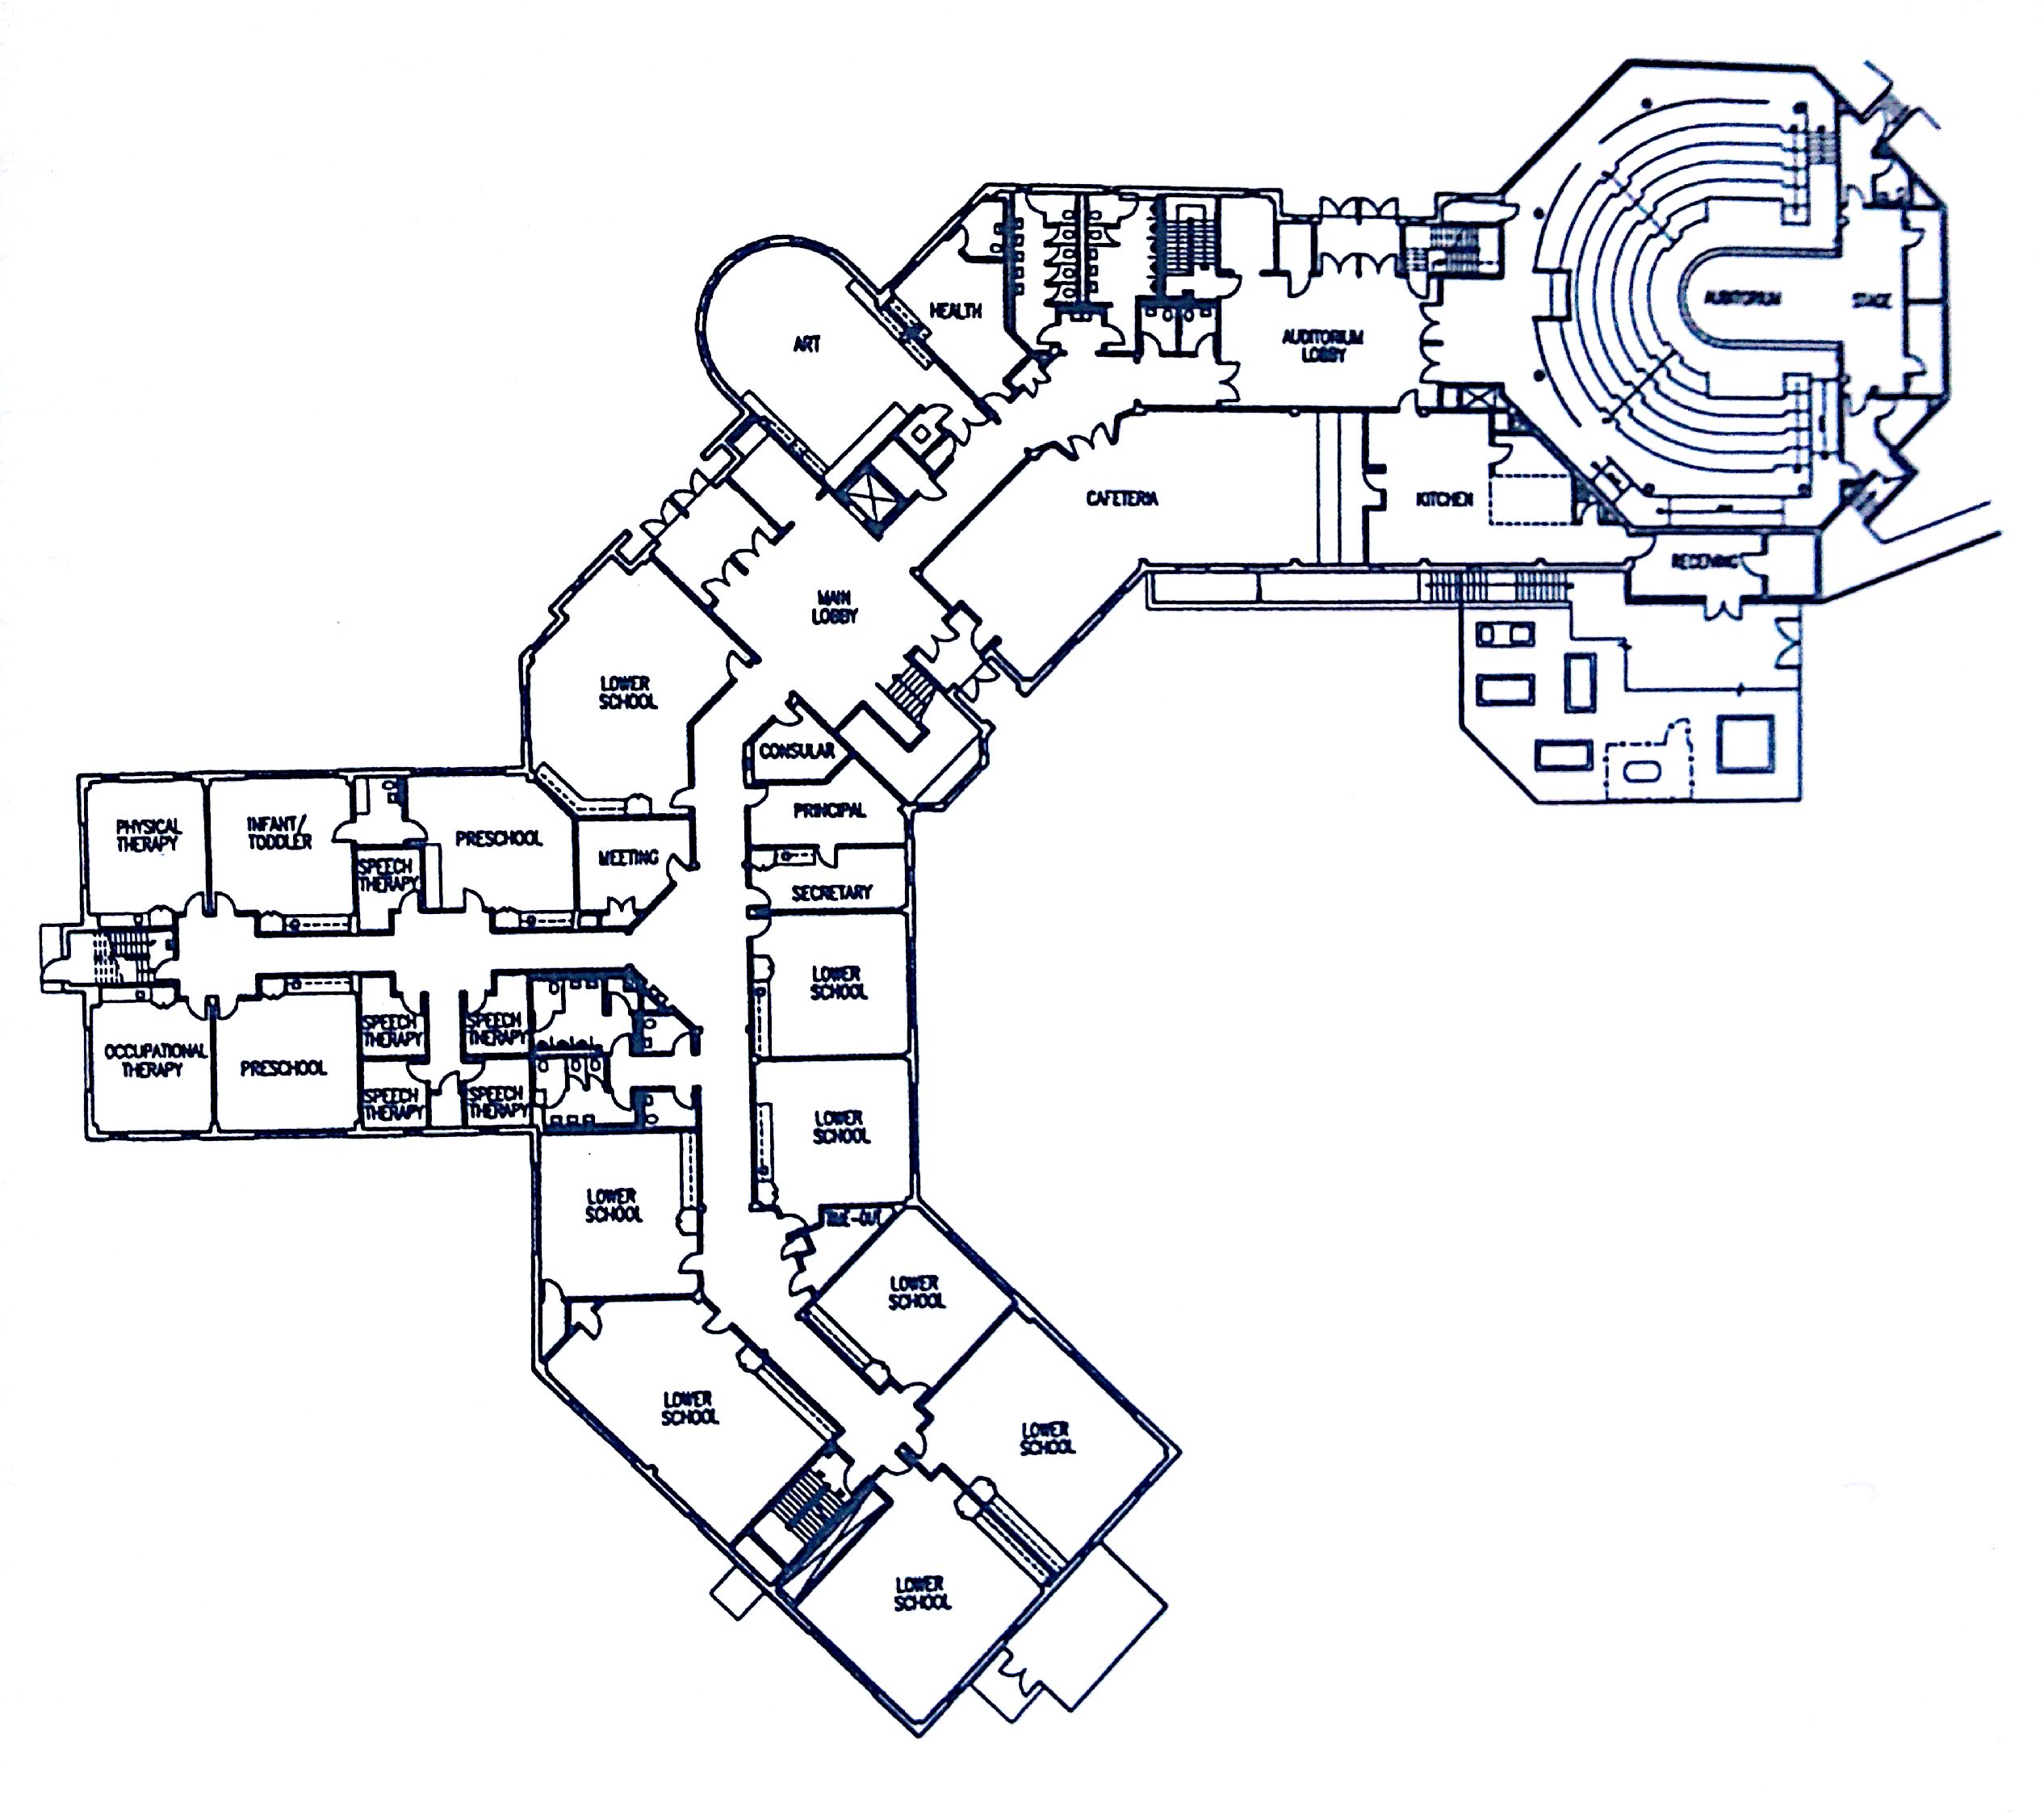 HEALTH
ART
AUDITORIUM
LOBBY
AUDITORIUM
STAGE
CAFETERIA
KITCHEN
RECEIVING
MAIN
LOBBY
LOWER
SCHOOL
CONSULAR
PRINCIPAL
PHYSICAL
THERAPY
INFANT/
TODDLER
PRESCHOOL
SPEECH
THERAPY
MEETING
SECRETARY
LOWER
SCHOOL
SPEECH
THERAPY
SPEECH
THERAPY
OCCUPATIONAL
THERAPY
PRESCHOOL
SPEECH
THERAPY
SPEECH
THERAPY
LOWER
SCHOOL
LOWER
SCHOOL
TIME-OUT
LOWER
SCHOOL
LOWER
SCHOOL
LOWER
SCHOOL
LOWER
SCHOOL